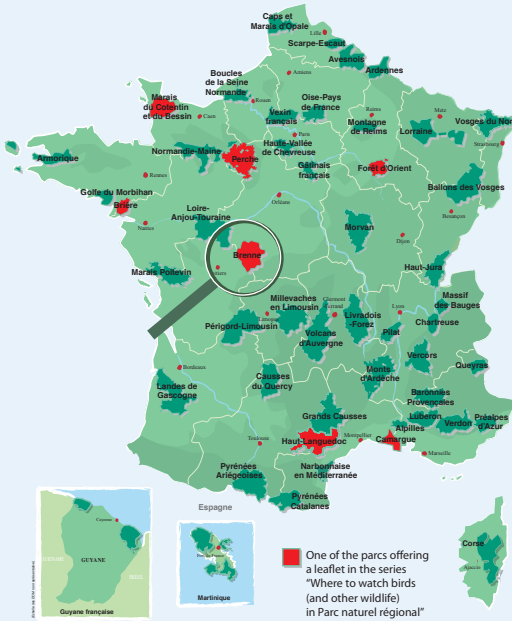 Caps et
Marais d'Opale
Lille
Scarpe-Escaut
Avesnois
Ardennes
Amiens
Boucles
de la Seine
Normande
Rouen
Marais
du Cotentin
et du Bessin
Caen
Oise-Pays
de France
Vexin
français
Reims
Montagne
de Reims
Metz
Lorraine
Vosges du Nord
Strasbourg
Paris
Haute-Vallée
de Chevreuse
Normandie-Maine
Perche
Gâtinais
français
Forêt d'Orient
Armorique
Rennes
Ballons des Vosges
Golfe du Morbihan
Brière
Orléans
Loire-
Anjou-Touraine
Nantes
Besançon
Morvan
Dijon
Brenne
Marais Poitevin
Haut-Jura
Millevaches
en Limousin
Clermont
Ferrand
Lyon
Massif
des Bauges
Limoges
Périgord-Limousin
Livradois
-Forez
Chartreuse
Volcans
d'Auvergne
Pilat
Vercors
Bordeaux
Causses
du Quercy
Monts
d'Ardèche
Queyras
Landes de
Gascogne
Baronnies
Provençales
Grands Causses
Luberon
Verdon
Préalpes
d'Azur
Alpilles
Toulouse
Haut-Languedoc
Montpellier
Camargue
Marseille
Pyrénées
Ariégeoises
Narbonnaise
en Méditerranée
Pyrénées
Catalanes
Espagne
Cayenne
GUYANE
Guyane française
Fort de France
Martinique
Corse
Ajaccio
One of the parcs offering
a leaflet in the series
"Where to watch birds
(and other wildlife)
in Parc naturel régional"